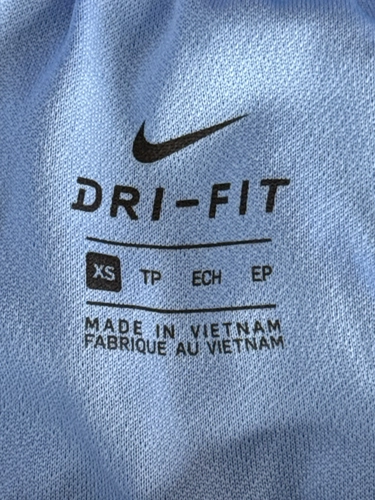 DRI-FIT
XS TP ECH EP
MADE IN VIETNAM
FABRIQUE AU VIETNAM